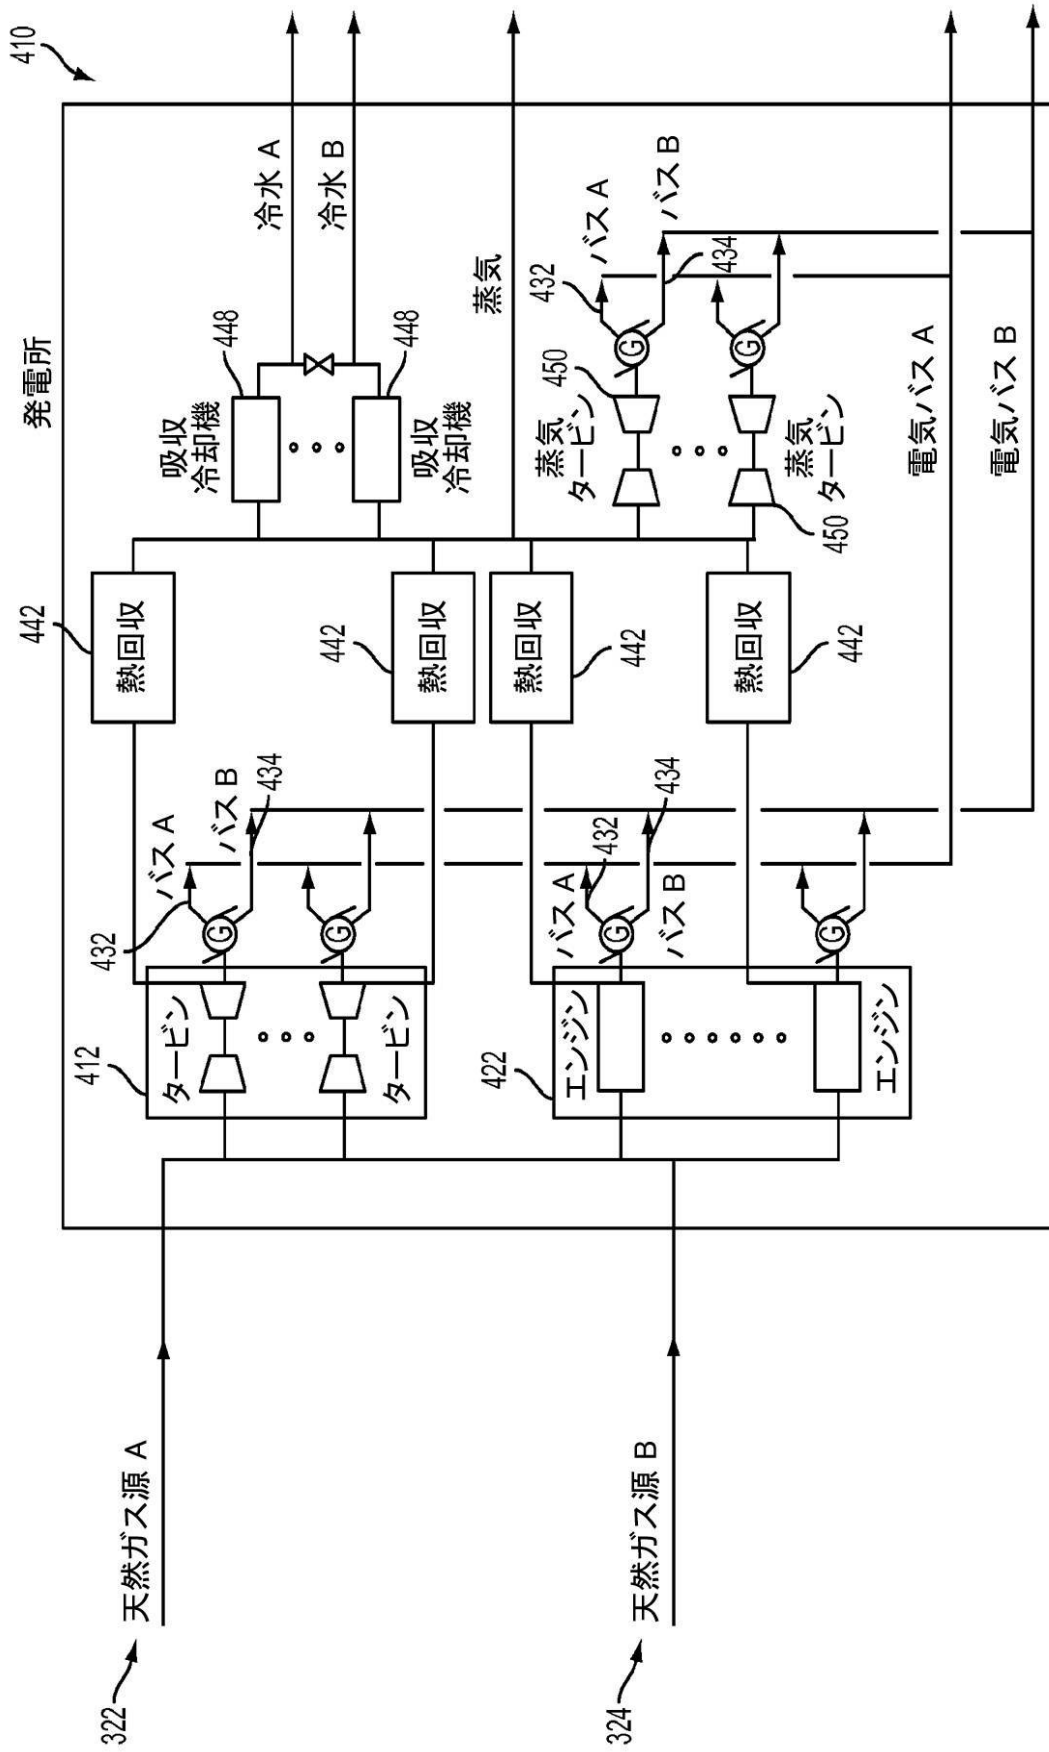 410
発電所
冷水 A
冷水 B
蒸気
448
吸収
冷却機
吸収
冷却機
448
432
バス A
バス B
434
G
G
450
蒸気
タービン
蒸気
タービン
450
電気バス A
電気バス B
442
熱回収
442
熱回収
熱回収
442
熱回収
442
バス A
432
バス B
434
G
G
バス A
432
434
バス B
G
G
412
タービン
タービン
422
エンジン
エンジン
天然ガス源 A
322
天然ガス源 B
324